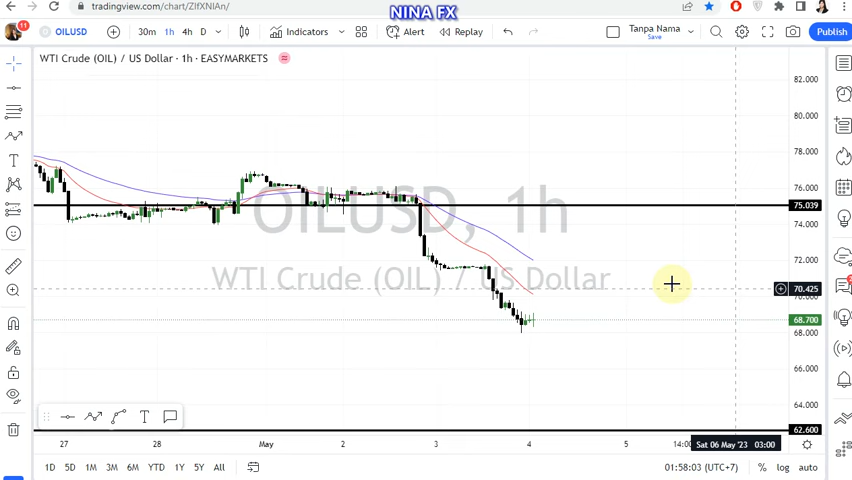 NINA FX
tradingview.com/chart/ZIfXNIAn/
11
OILUSD
30m 1h 4h D
Indicators
Alert
Replay
Tanpa Nama
Save
Publish
WTI Crude (OIL) / US Dollar · 1h · EASYMARKETS
82.000
80.000
78.000
76.000
75.039
74.000
72.000
70.425
70.000
68.700
68.000
66.000
64.000
62.600
OILUSD, 1h
WTI Crude (OIL) / US Dollar
27 28 May 2 3 4 5 14:00 Sat 06 May '23 03:00
1D 5D 1M 3M 6M YTD 1Y 5Y All
01:58:03 (UTC+7) % log auto